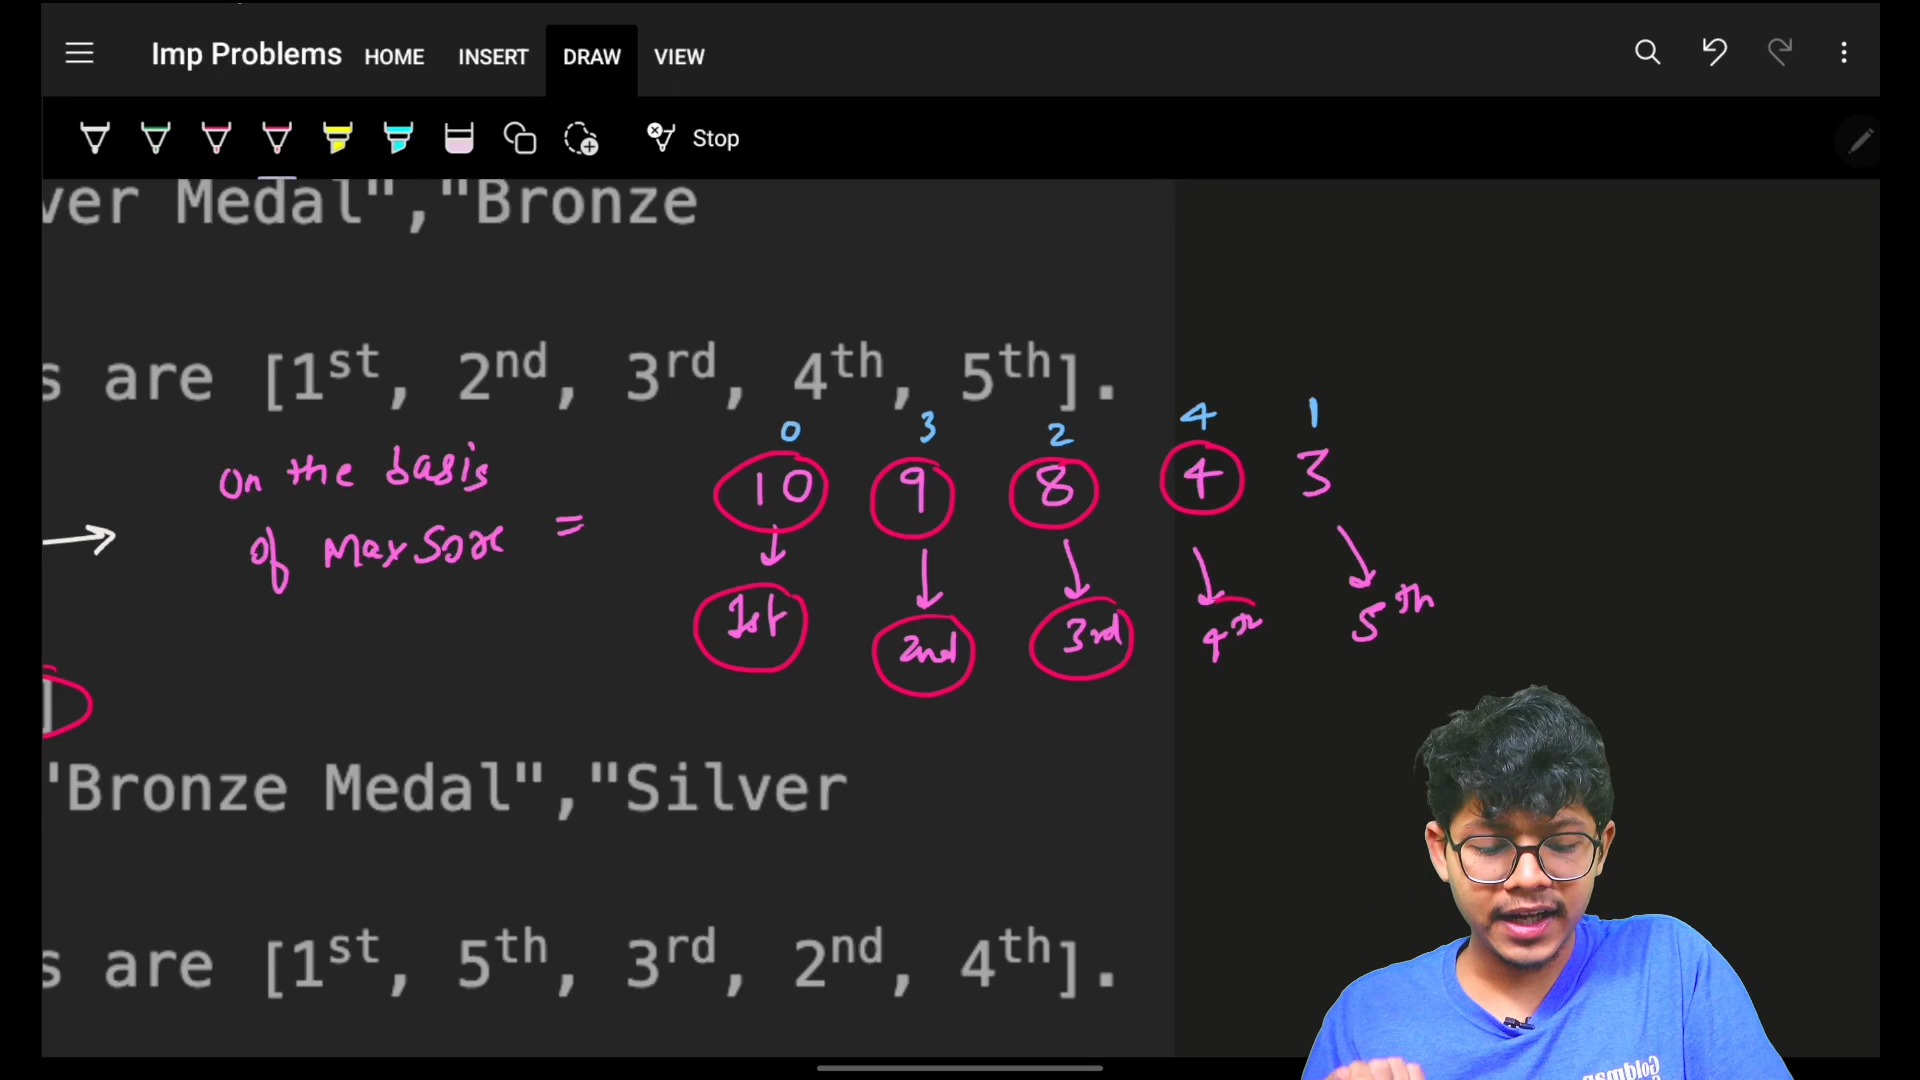 Imp Problems HOME INSERT DRAW VIEW
Stop
ver Medal","Bronze
s are [1st, 2nd, 3rd, 4th, 5th].
0 3 2 4 1
on the basis
10 9 8 4 3
of Max Score =
1st 2nd 3rd 4th 5th
]
"Bronze Medal","Silver
s are [1st, 5th, 3rd, 2nd, 4th].